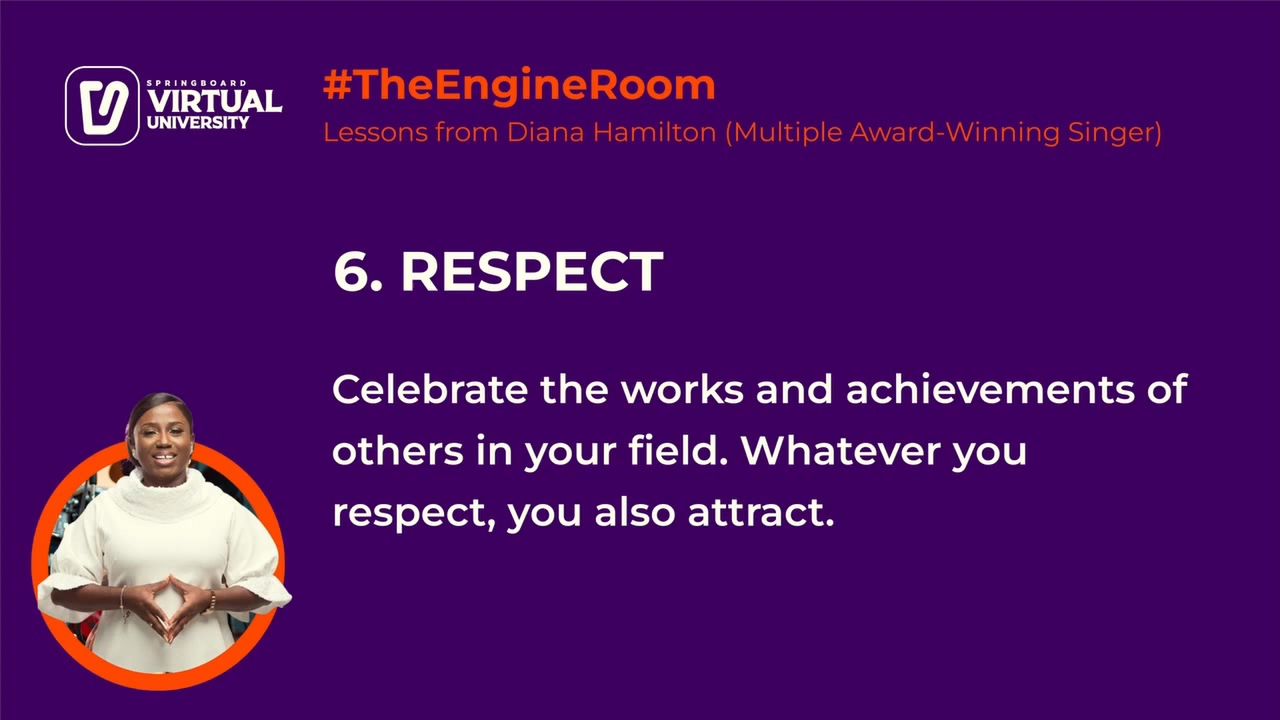 SPRINGBOARD
VIRTUAL
UNIVERSITY
#TheEngineRoom
Lessons from Diana Hamilton (Multiple Award-Winning Singer)
6. RESPECT
Celebrate the works and achievements of
others in your field. Whatever you
respect, you also attract.